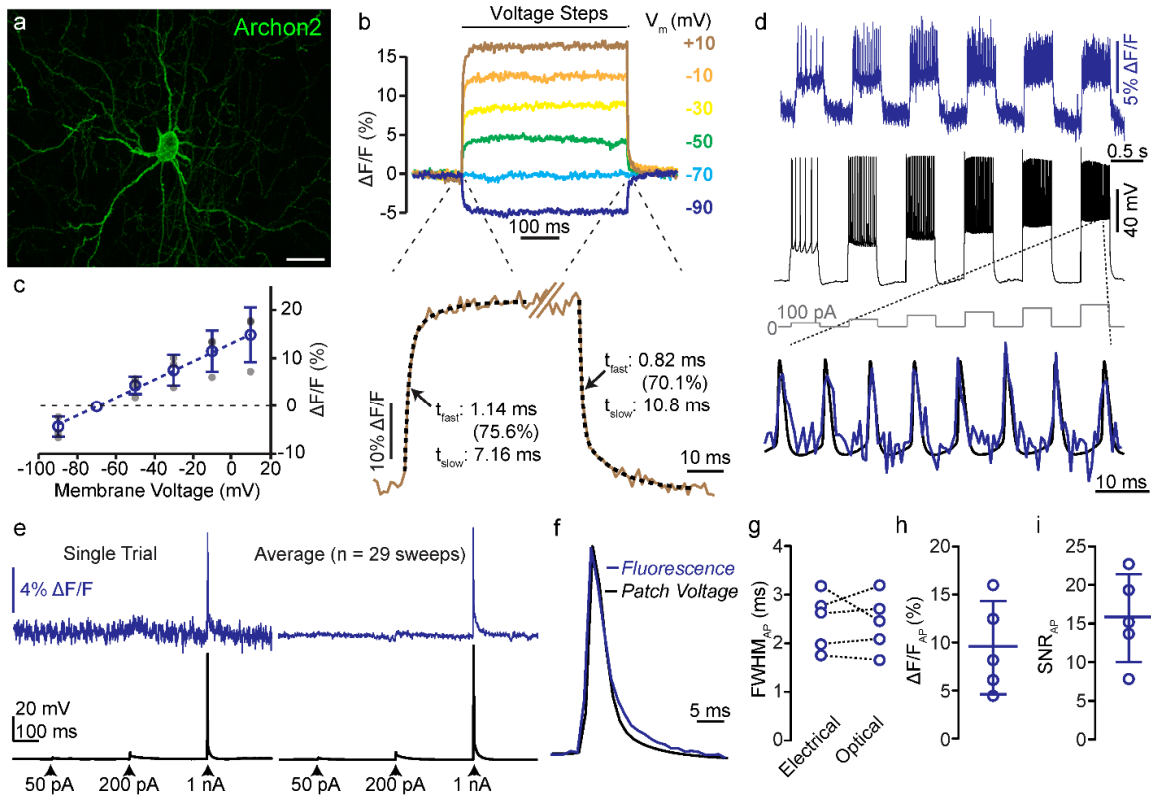 a
Archon2
b
Voltage Steps
Vm (mV)
+10
-10
-30
-50
-70
-90
ΔF/F (%)
15
10
5
0
-5
100 ms
10% ΔF/F
tfast: 1.14 ms
(75.6%)
tslow: 7.16 ms
tfast: 0.82 ms
(70.1%)
tslow: 10.8 ms
10 ms
c
20
10
0
-10
ΔF/F (%)
-100 -80 -60 -40 -20 0 20
Membrane Voltage (mV)
d
5% ΔF/F
0.5 s
40 mV
100 pA
0
10 ms
e
Single Trial
Average (n = 29 sweeps)
4% ΔF/F
20 mV
100 ms
50 pA 200 pA 1 nA
50 pA 200 pA 1 nA
f
Fluorescence
Patch Voltage
5 ms
g
FWHMAP (ms)
4
3
2
1
0
Electrical
Optical
h
ΔF/FAP (%)
20
15
10
5
0
i
SNRAP
25
20
15
10
5
0